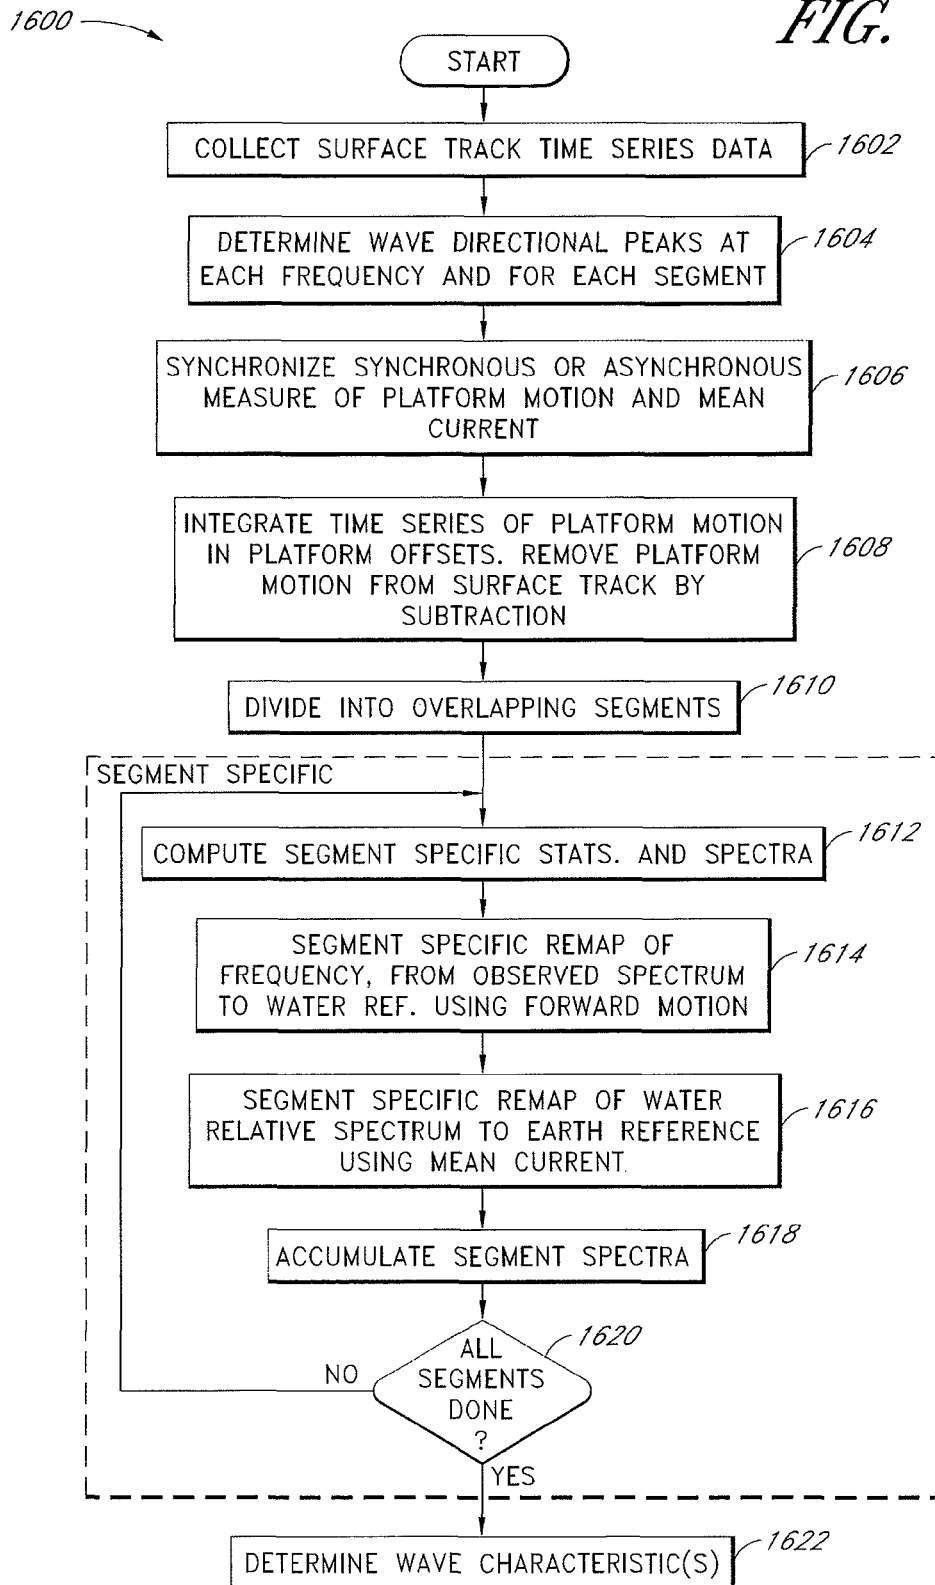 1600
FIG.
START
COLLECT SURFACE TRACK TIME SERIES DATA
1602
DETERMINE WAVE DIRECTIONAL PEAKS AT
EACH FREQUENCY AND FOR EACH SEGMENT
1604
SYNCHRONIZE SYNCHRONOUS OR ASYNCHRONOUS
MEASURE OF PLATFORM MOTION AND MEAN
CURRENT
1606
INTEGRATE TIME SERIES OF PLATFORM MOTION
IN PLATFORM OFFSETS. REMOVE PLATFORM
MOTION FROM SURFACE TRACK BY
SUBTRACTION
1608
DIVIDE INTO OVERLAPPING SEGMENTS
1610
SEGMENT SPECIFIC
COMPUTE SEGMENT SPECIFIC STATS. AND SPECTRA
1612
SEGMENT SPECIFIC REMAP OF
FREQUENCY, FROM OBSERVED SPECTRUM
TO WATER REF. USING FORWARD MOTION
1614
SEGMENT SPECIFIC REMAP OF WATER
RELATIVE SPECTRUM TO EARTH REFERENCE
USING MEAN CURRENT.
1616
ACCUMULATE SEGMENT SPECTRA
1618
ALL
SEGMENTS
DONE
?
1620
NO
YES
DETERMINE WAVE CHARACTERISTIC(S)
1622